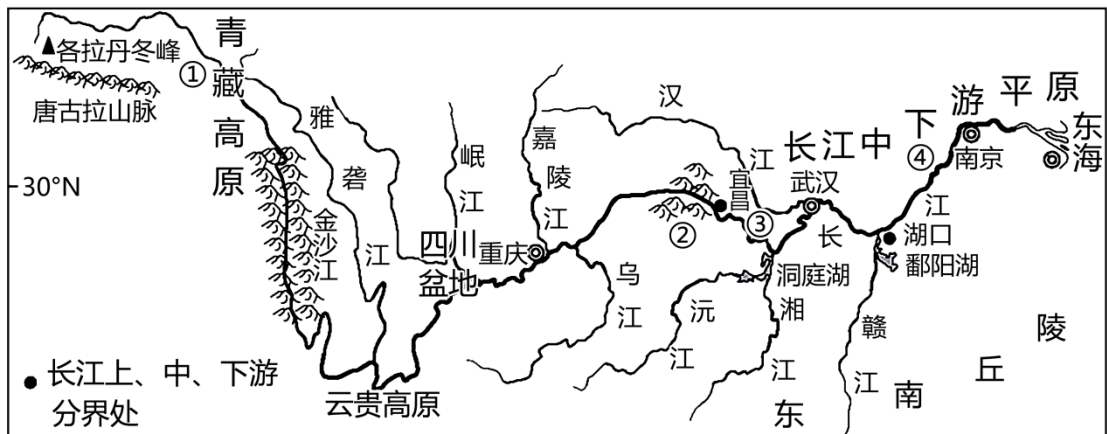 各拉丹冬峰
唐古拉山脉
30°N
①
青藏高原
金沙江
雅砻江
岷江
四川
盆地
重庆
嘉陵江
乌江
云贵高原
汉江
②
宜昌
③
武汉
洞庭湖
沅江
湘江
长江中下游平原
④
南京
东海
长江
湖口
鄱阳湖
赣江
东南丘陵
长江上、中、下游
分界处